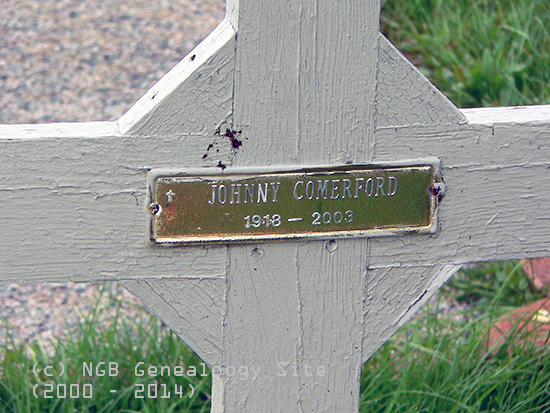 JOHNNY COMERFORD
1918 - 2003
(c) NGB Genealogy Site
(2000 - 2014)